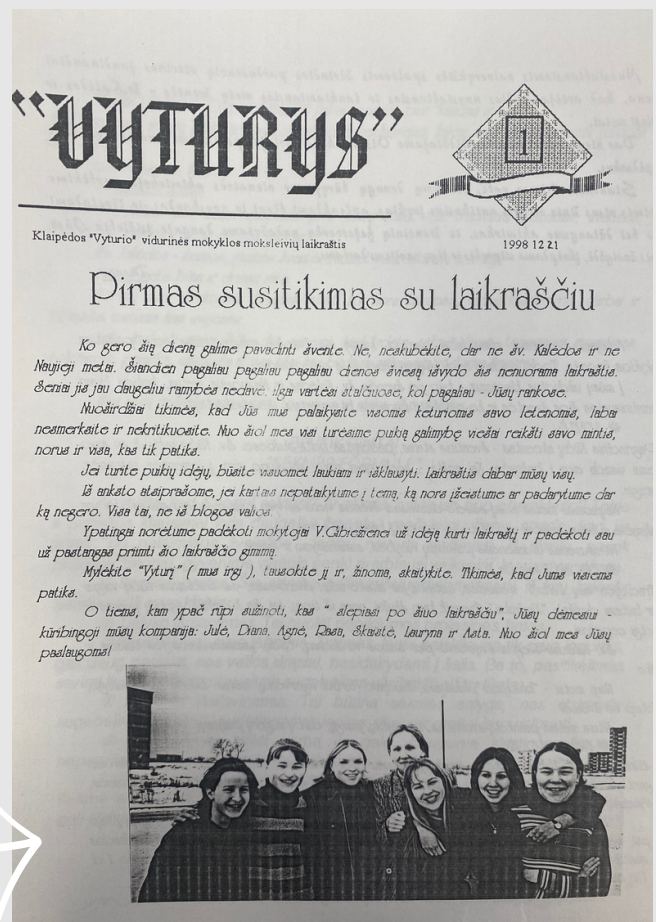 "VYTURYS"
1
Klaipėdos "Vyturio" vidurinės mokyklos moksleivių laikraštis
1998 12 21
Pirmas susitikimas su laikraščiu
Ko gero šią dieną galime pavadinti švente. Ne, neskubėkite, dar ne šv. Kalėdos ir ne
Naujieji metai. Šiandien pagaliau pagaliau pagaliau dienos šviesą išvydo šis nenuorama laikraštis.
Seniai jis jau daugeliui ramybės nedavė, ilgai vartėsi stalčiuose, kol pagaliau - Jūsų rankose.
Nuoširdžiai tikimės, kad Jūs mus palaikysite visomis keturiomis savo letenomis, labai
nesmerksite ir nekritikuosite. Nuo šiol mes visi turėsime puikią galimybę viešai reikšti savo mintis,
norus ir visa, kas tik patiks.
Jei turite puikių idėjų, būsite visuomet laukiami ir išklausyti. Laikraštis dabar mūsų visų.
Iš anksto atsiprašome, jei kartais nepataikytume į temą, ką nors įžeistume ar padarytume dar
ką negero. Visa tai, ne iš blogos valios.
Ypatingai norėtume padėkoti mokytojai V.Gibiežienei už idėją kurti laikraštį ir padėkoti sau
už pastangas priimti šio laikraščio gimimą.
Mylėkite "Vyturį" ( mus irgi ), tausokite jį ir, žinoma, skaitykite. Tikimės, kad Jums visiems
patiks.
O tiems, kam ypač rūpi sužinoti, kas " slepiasi po šiuo laikraščiu", Jūsų dėmesiui -
kūribingoji mūsų kompanija: Julė, Diana, Agnė, Rasa, Skaistė, Lauryna ir Asta. Nuo šiol mes Jūsų
paslaugoms!